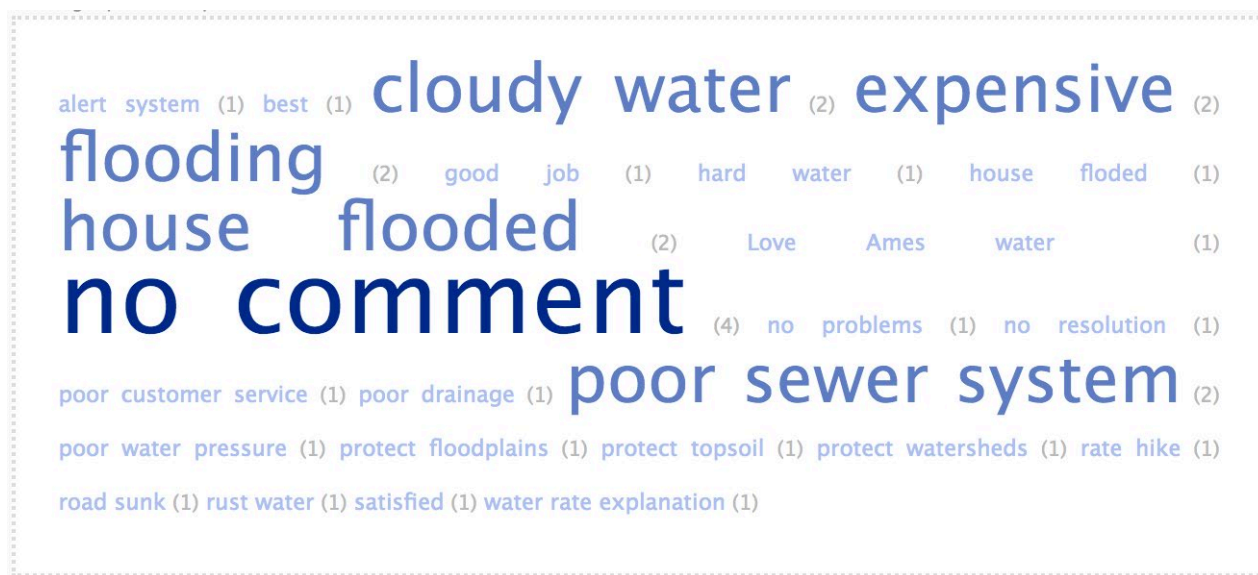 alert system (1) best (1) cloudy water (2) expensive (2)
flooding (2) good job (1) hard water (1) house floded (1)
house flooded (2) Love Ames water (1)
no comment (4) no problems (1) no resolution (1)
poor customer service (1) poor drainage (1) poor sewer system (2)
poor water pressure (1) protect floodplains (1) protect topsoil (1) protect watersheds (1) rate hike (1)
road sunk (1) rust water (1) satisfied (1) water rate explanation (1)